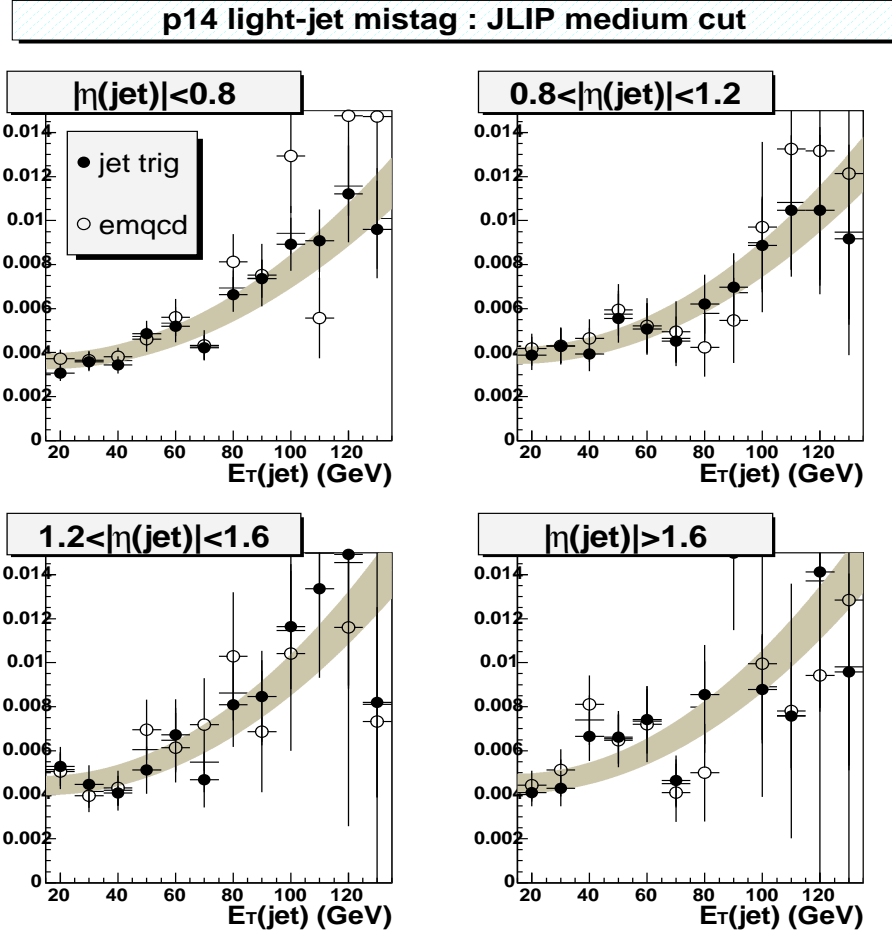 p14 light-jet mistag : JLIP medium cut
|η(jet)|<0.8
0.014
0.012
0.01
0.008
0.006
0.004
0.002
0
jet trig
emqcd
20 40 60 80 100 120
ET(jet) (GeV)
0.8<|η(jet)|<1.2
0.014
0.012
0.01
0.008
0.006
0.004
0.002
0
20 40 60 80 100 120
ET(jet) (GeV)
1.2<|η(jet)|<1.6
0.014
0.012
0.01
0.008
0.006
0.004
0.002
0
20 40 60 80 100 120
ET(jet) (GeV)
|η(jet)|>1.6
0.014
0.012
0.01
0.008
0.006
0.004
0.002
0
20 40 60 80 100 120
ET(jet) (GeV)